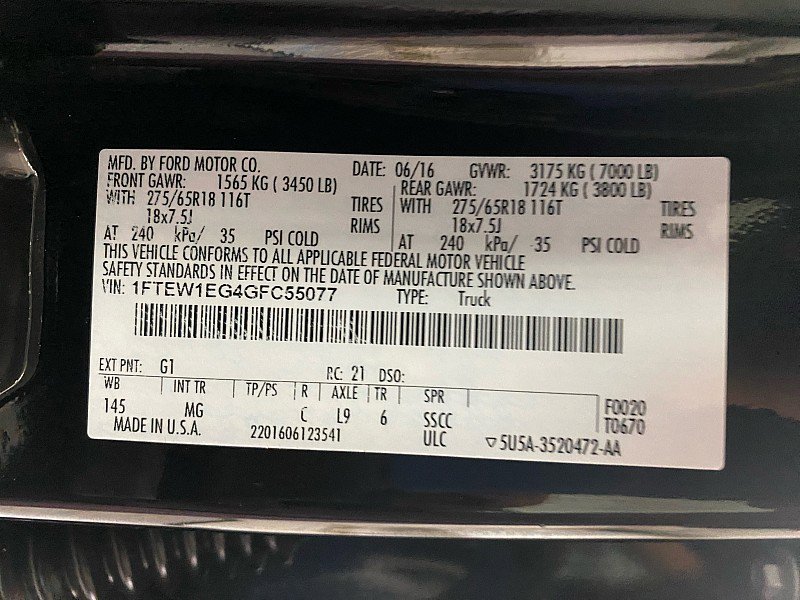 MFD. BY FORD MOTOR CO. DATE: 06/16 GVWR: 3175 KG ( 7000 LB)
FRONT GAWR: 1565 KG ( 3450 LB) REAR GAWR: 1724 KG ( 3800 LB)
WITH 275/65R18 116T TIRES WITH 275/65R18 116T TIRES
18x7.5J RIMS 18x7.5J RIMS
AT 240 kPa/ 35 PSI COLD AT 240 kPa/ 35 PSI COLD
THIS VEHICLE CONFORMS TO ALL APPLICABLE FEDERAL MOTOR VEHICLE
SAFETY STANDARDS IN EFFECT ON THE DATE OF MANUFACTURE SHOWN ABOVE.
VIN: 1FTEW1EG4GFC55077 TYPE: Truck
EXT PNT: G1 RC: 21 DSO:
WB INT TR TP/PS R AXLE TR SPR F0020
145 MG C L9 6 SSCC T0670
MADE IN U.S.A. 2201606123541 ULC ▽5U5A-3520472-AA